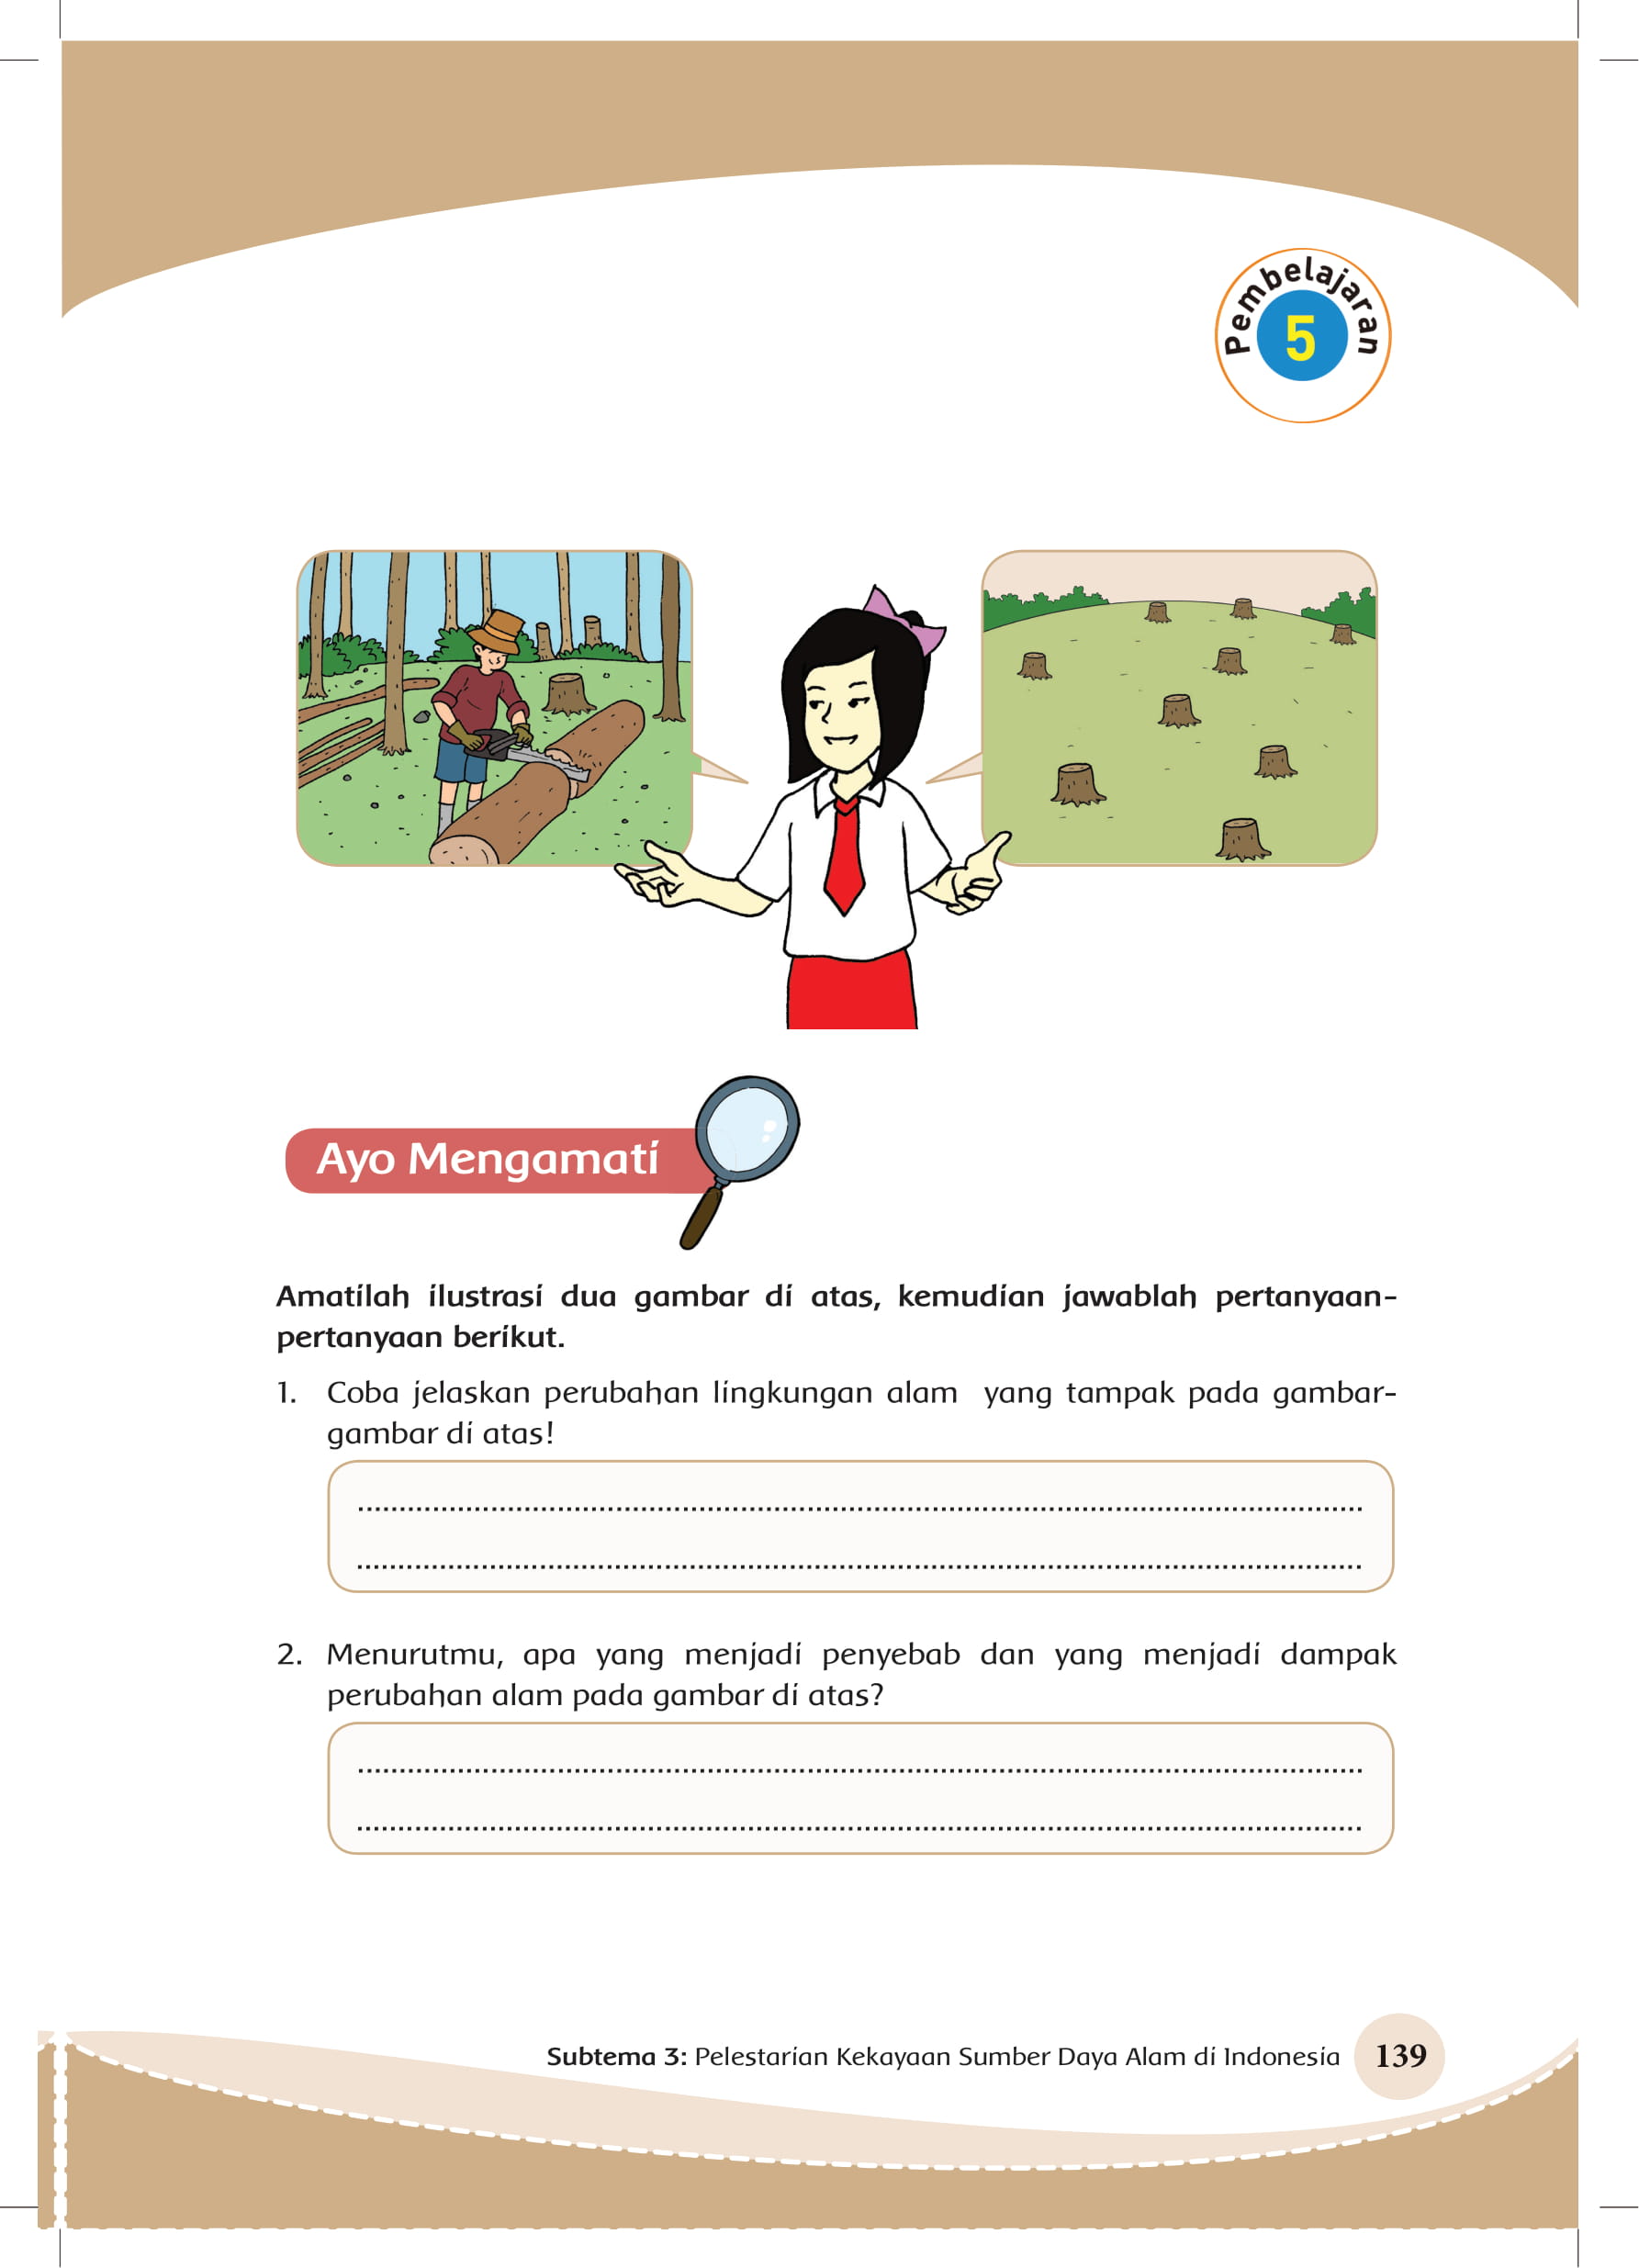 Pembelajaran
5
Ayo Mengamati
Amatilah ilustrasi dua gambar di atas, kemudian jawablah pertanyaan-
pertanyaan berikut.
1. Coba jelaskan perubahan lingkungan alam yang tampak pada gambar-
gambar di atas!
2. Menurutmu, apa yang menjadi penyebab dan yang menjadi dampak
perubahan alam pada gambar di atas?
Subtema 3: Pelestarian Kekayaan Sumber Daya Alam di Indonesia 139